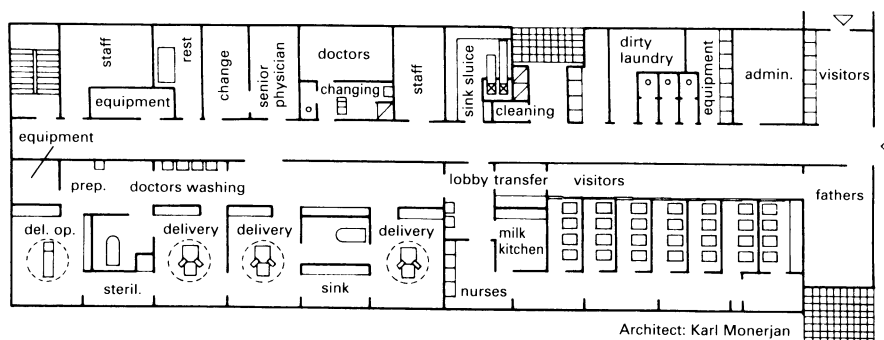 staff
rest
change
senior
physician
doctors
changing
staff
sink sluice
cleaning
dirty
laundry
equipment
admin.
visitors
equipment
equipment
prep.
doctors washing
lobby transfer
visitors
fathers
del. op.
delivery
delivery
delivery
milk
kitchen
steril.
sink
nurses
Architect: Karl Monerjan